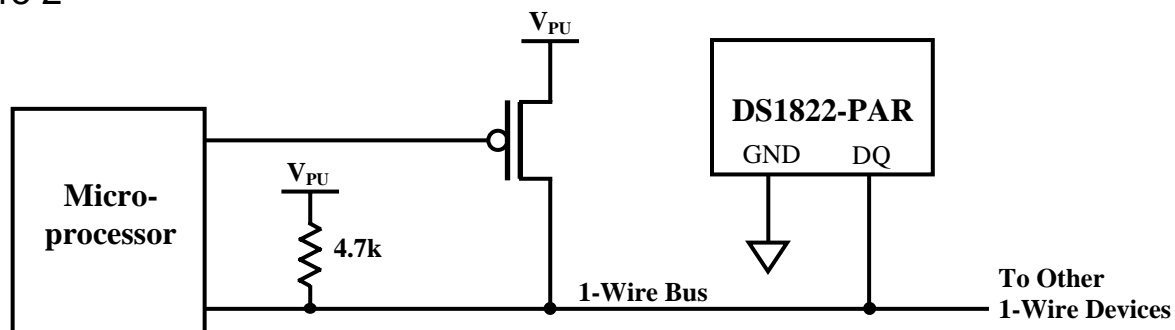 V_PU
DS1822-PAR
GND DQ
V_PU
Micro-
processor
4.7k
1-Wire Bus
To Other
1-Wire Devices